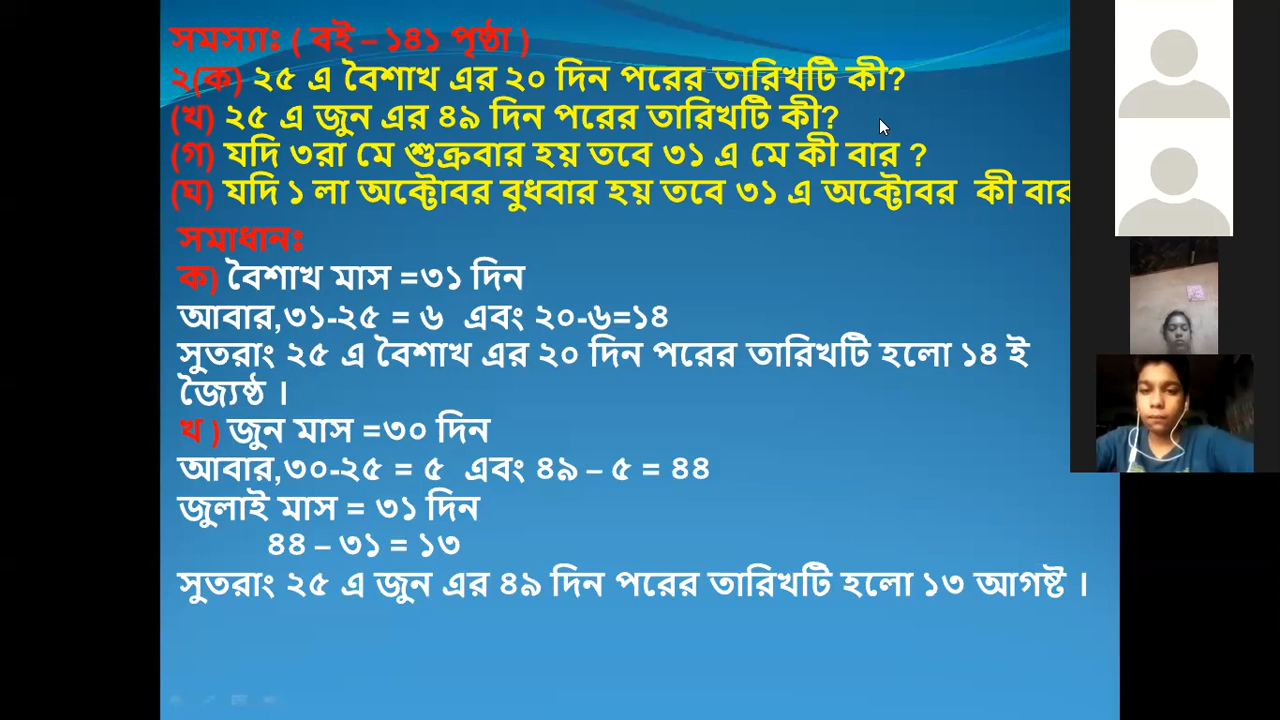 সমস্যাঃ ( বই – ১৪১ পৃষ্ঠা )
২(ক) ২৫ এ বৈশাখ এর ২০ দিন পরের তারিখটি কী?
(খ) ২৫ এ জুন এর ৪৯ দিন পরের তারিখটি কী?
(গ) যদি ৩রা মে শুক্রবার হয় তবে ৩১ এ মে কী বার ?
(ঘ) যদি ১ লা অক্টোবর বুধবার হয় তবে ৩১ এ অক্টোবর কী বার
সমাধানঃ
ক) বৈশাখ মাস =৩১ দিন
আবার,৩১-২৫ = ৬ এবং ২০-৬=১৪
সুতরাং ২৫ এ বৈশাখ এর ২০ দিন পরের তারিখটি হলো ১৪ ই
জ্যৈষ্ঠ ।
খ ) জুন মাস =৩০ দিন
আবার,৩০-২৫ = ৫ এবং ৪৯ – ৫ = ৪৪
জুলাই মাস = ৩১ দিন
৪৪ – ৩১ = ১৩
সুতরাং ২৫ এ জুন এর ৪৯ দিন পরের তারিখটি হলো ১৩ আগষ্ট ।